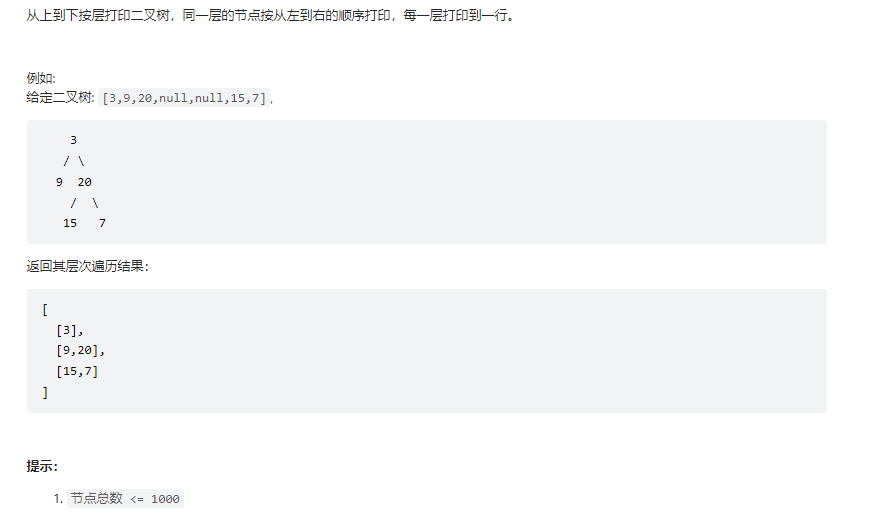 从上到下按层打印二叉树，同一层的节点按从左到右的顺序打印，每一层打印到一行。
例如:
给定二叉树: [3,9,20,null,null,15,7],
    3
   / \
  9  20
    /  \
   15   7
返回其层次遍历结果：
[
  [3],
  [9,20],
  [15,7]
]
提示：
1. 节点总数 <= 1000